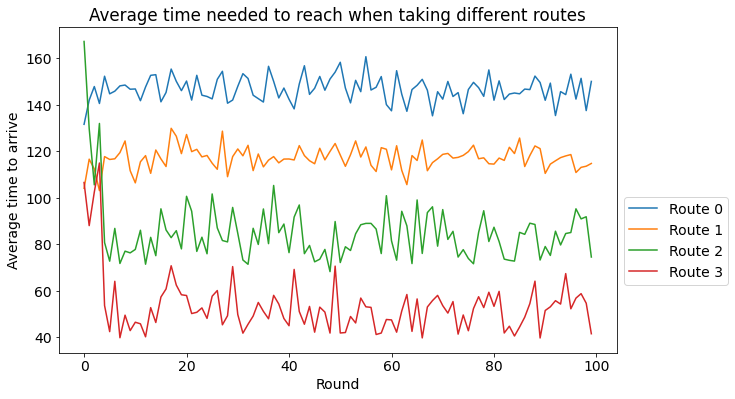 Average time needed to reach when taking different routes
Average time to arrive
160
140
120
100
80
60
40
0 20 40 60 80 100
Round
Route 0
Route 1
Route 2
Route 3